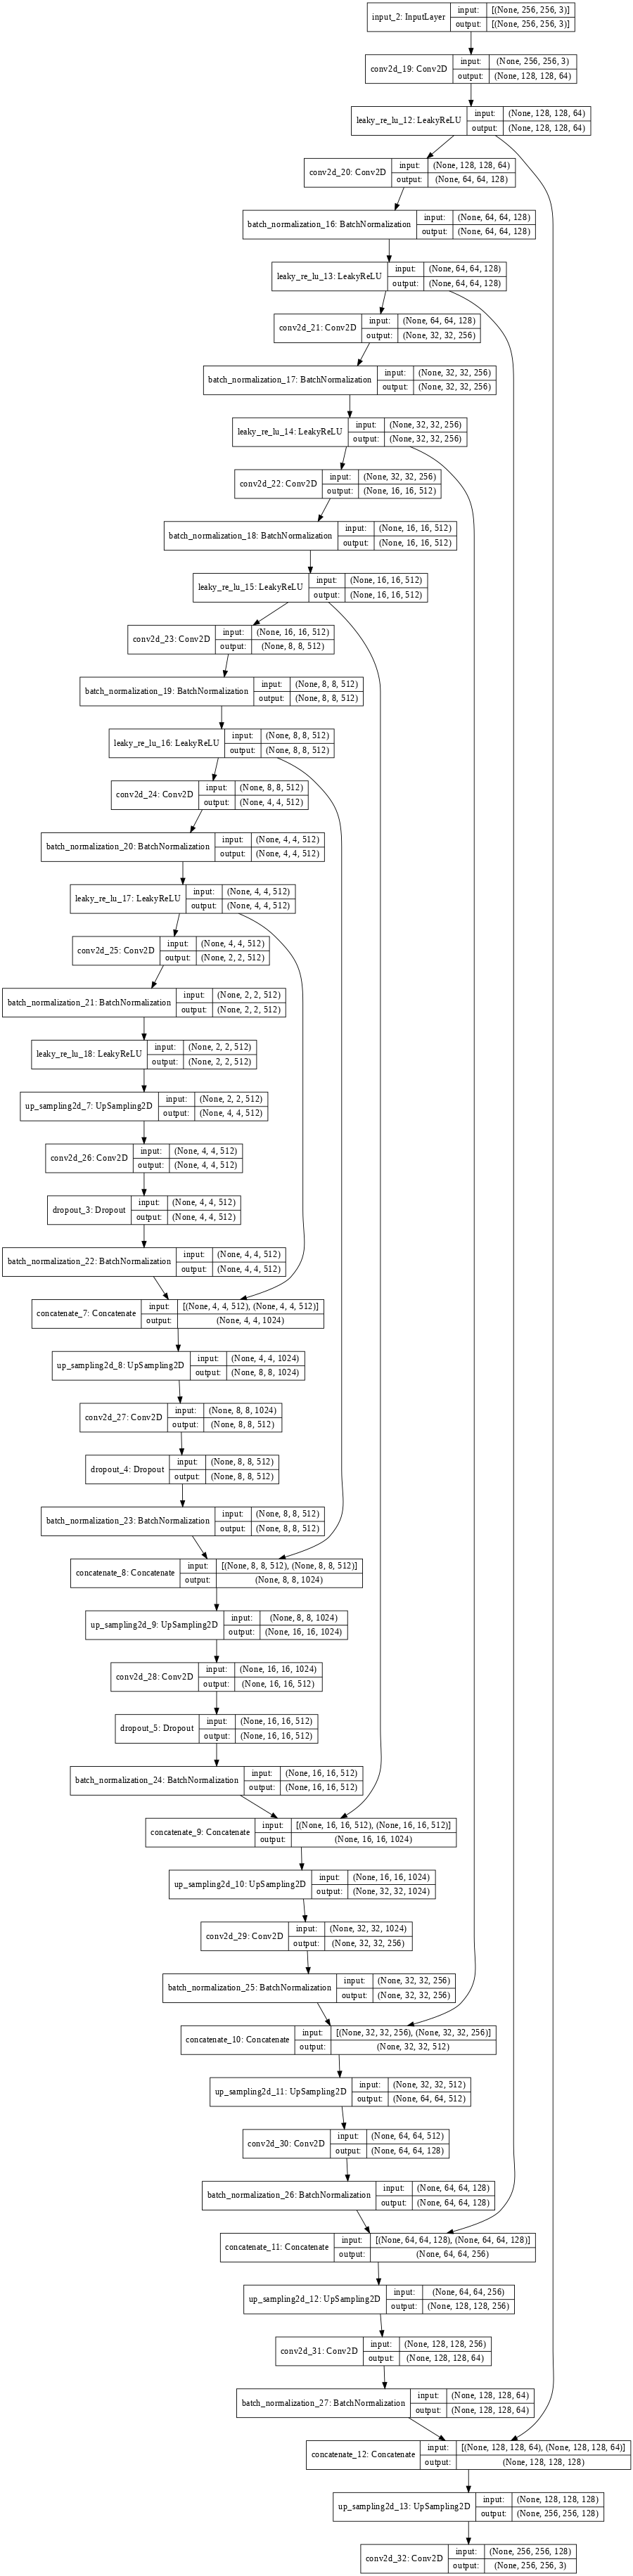 input_2: InputLayer
input: [(None, 256, 256, 3)]
output: [(None, 256, 256, 3)]
conv2d_19: Conv2D
input: (None, 256, 256, 3)
output: (None, 128, 128, 64)
leaky_re_lu_12: LeakyReLU
input: (None, 128, 128, 64)
output: (None, 128, 128, 64)
conv2d_20: Conv2D
input: (None, 128, 128, 64)
output: (None, 64, 64, 128)
batch_normalization_16: BatchNormalization
input: (None, 64, 64, 128)
output: (None, 64, 64, 128)
leaky_re_lu_13: LeakyReLU
input: (None, 64, 64, 128)
output: (None, 64, 64, 128)
conv2d_21: Conv2D
input: (None, 64, 64, 128)
output: (None, 32, 32, 256)
batch_normalization_17: BatchNormalization
input: (None, 32, 32, 256)
output: (None, 32, 32, 256)
leaky_re_lu_14: LeakyReLU
input: (None, 32, 32, 256)
output: (None, 32, 32, 256)
conv2d_22: Conv2D
input: (None, 32, 32, 256)
output: (None, 16, 16, 512)
batch_normalization_18: BatchNormalization
input: (None, 16, 16, 512)
output: (None, 16, 16, 512)
leaky_re_lu_15: LeakyReLU
input: (None, 16, 16, 512)
output: (None, 16, 16, 512)
conv2d_23: Conv2D
input: (None, 16, 16, 512)
output: (None, 8, 8, 512)
batch_normalization_19: BatchNormalization
input: (None, 8, 8, 512)
output: (None, 8, 8, 512)
leaky_re_lu_16: LeakyReLU
input: (None, 8, 8, 512)
output: (None, 8, 8, 512)
conv2d_24: Conv2D
input: (None, 8, 8, 512)
output: (None, 4, 4, 512)
batch_normalization_20: BatchNormalization
input: (None, 4, 4, 512)
output: (None, 4, 4, 512)
leaky_re_lu_17: LeakyReLU
input: (None, 4, 4, 512)
output: (None, 4, 4, 512)
conv2d_25: Conv2D
input: (None, 4, 4, 512)
output: (None, 2, 2, 512)
batch_normalization_21: BatchNormalization
input: (None, 2, 2, 512)
output: (None, 2, 2, 512)
leaky_re_lu_18: LeakyReLU
input: (None, 2, 2, 512)
output: (None, 2, 2, 512)
up_sampling2d_7: UpSampling2D
input: (None, 2, 2, 512)
output: (None, 4, 4, 512)
conv2d_26: Conv2D
input: (None, 4, 4, 512)
output: (None, 4, 4, 512)
dropout_3: Dropout
input: (None, 4, 4, 512)
output: (None, 4, 4, 512)
batch_normalization_22: BatchNormalization
input: (None, 4, 4, 512)
output: (None, 4, 4, 512)
concatenate_7: Concatenate
input: [(None, 4, 4, 512), (None, 4, 4, 512)]
output: (None, 4, 4, 1024)
up_sampling2d_8: UpSampling2D
input: (None, 4, 4, 1024)
output: (None, 8, 8, 1024)
conv2d_27: Conv2D
input: (None, 8, 8, 1024)
output: (None, 8, 8, 512)
dropout_4: Dropout
input: (None, 8, 8, 512)
output: (None, 8, 8, 512)
batch_normalization_23: BatchNormalization
input: (None, 8, 8, 512)
output: (None, 8, 8, 512)
concatenate_8: Concatenate
input: [(None, 8, 8, 512), (None, 8, 8, 512)]
output: (None, 8, 8, 1024)
up_sampling2d_9: UpSampling2D
input: (None, 8, 8, 1024)
output: (None, 16, 16, 1024)
conv2d_28: Conv2D
input: (None, 16, 16, 1024)
output: (None, 16, 16, 512)
dropout_5: Dropout
input: (None, 16, 16, 512)
output: (None, 16, 16, 512)
batch_normalization_24: BatchNormalization
input: (None, 16, 16, 512)
output: (None, 16, 16, 512)
concatenate_9: Concatenate
input: [(None, 16, 16, 512), (None, 16, 16, 512)]
output: (None, 16, 16, 1024)
up_sampling2d_10: UpSampling2D
input: (None, 16, 16, 1024)
output: (None, 32, 32, 1024)
conv2d_29: Conv2D
input: (None, 32, 32, 1024)
output: (None, 32, 32, 256)
batch_normalization_25: BatchNormalization
input: (None, 32, 32, 256)
output: (None, 32, 32, 256)
concatenate_10: Concatenate
input: [(None, 32, 32, 256), (None, 32, 32, 256)]
output: (None, 32, 32, 512)
up_sampling2d_11: UpSampling2D
input: (None, 32, 32, 512)
output: (None, 64, 64, 512)
conv2d_30: Conv2D
input: (None, 64, 64, 512)
output: (None, 64, 64, 128)
batch_normalization_26: BatchNormalization
input: (None, 64, 64, 128)
output: (None, 64, 64, 128)
concatenate_11: Concatenate
input: [(None, 64, 64, 128), (None, 64, 64, 128)]
output: (None, 64, 64, 256)
up_sampling2d_12: UpSampling2D
input: (None, 64, 64, 256)
output: (None, 128, 128, 256)
conv2d_31: Conv2D
input: (None, 128, 128, 256)
output: (None, 128, 128, 64)
batch_normalization_27: BatchNormalization
input: (None, 128, 128, 64)
output: (None, 128, 128, 64)
concatenate_12: Concatenate
input: [(None, 128, 128, 64), (None, 128, 128, 64)]
output: (None, 128, 128, 128)
up_sampling2d_13: UpSampling2D
input: (None, 128, 128, 128)
output: (None, 256, 256, 128)
conv2d_32: Conv2D
input: (None, 256, 256, 128)
output: (None, 256, 256, 3)